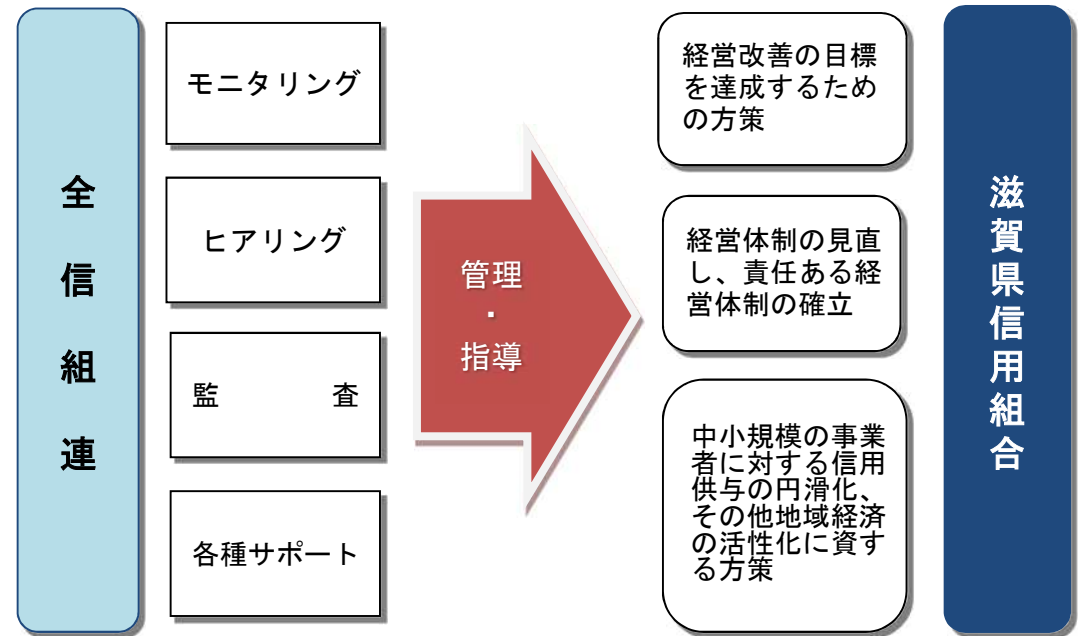 全信組連
モニタリング
ヒアリング
監 査
各種サポート
管理
・
指導
経営改善の目標
を達成するため
の方策
経営体制の見直
し、責任ある経
営体制の確立
中小規模の事業
者に対する信用
供与の円滑化、
その他地域経済
の活性化に資す
る方策
滋賀県信用組合